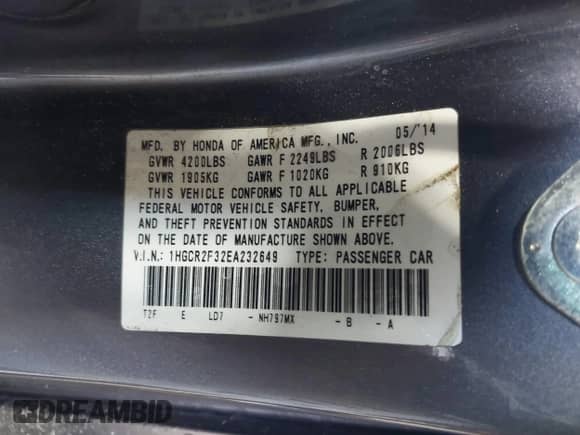 MFD. BY HONDA OF AMERICA MFG., INC. 05/'14
GVWR 4200LBS GAWR F 2249LBS R 2006LBS
GVWR 1905KG GAWR F 1020KG R 910KG
THIS VEHICLE CONFORMS TO ALL APPLICABLE
FEDERAL MOTOR VEHICLE SAFETY, BUMPER,
AND THEFT PREVENTION STANDARDS IN EFFECT
ON THE DATE OF MANUFACTURE SHOWN ABOVE.
V.I.N.: 1HGCR2F32EA232649 TYPE: PASSENGER CAR
T2F E LD7 - NH797MX - B - A
DREAMBID